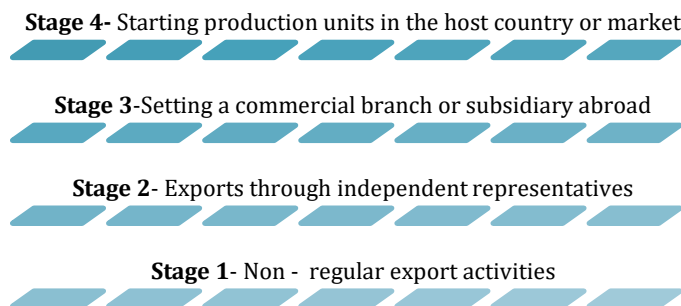 Stage 4- Starting production units in the host country or market
Stage 3-Setting a commercial branch or subsidiary abroad
Stage 2- Exports through independent representatives
Stage 1- Non - regular export activities